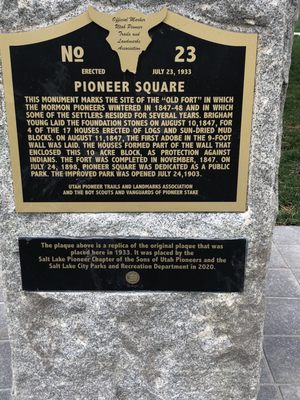 Official Marker
Utah Pioneer
Trails and
Landmarks
Association
No 23
ERECTED JULY 23, 1933
PIONEER SQUARE
THIS MONUMENT MARKS THE SITE OF THE "OLD FORT" IN WHICH
THE MORMON PIONEERS WINTERED IN 1847-48 AND IN WHICH
SOME OF THE SETTLERS RESIDED FOR SEVERAL YEARS. BRIGHAM
YOUNG LAID THE FOUNDATION STONES ON AUGUST 10,1847, FOR
4 OF THE 17 HOUSES ERECTED OF LOGS AND SUN-DRIED MUD
BLOCKS. ON AUGUST 11,1847, THE FIRST ADOBE IN THE 9-FOOT
WALL WAS LAID. THE HOUSES FORMED PART OF THE WALL THAT
ENCLOSED THIS 10 ACRE BLOCK, AS PROTECTION AGAINST
INDIANS. THE FORT WAS COMPLETED IN NOVEMBER, 1847. ON
JULY 24, 1898, PIONEER SQUARE WAS DEDICATED AS A PUBLIC
PARK. THE IMPROVED PARK WAS OPENED JULY 24,1903.
UTAH PIONEER TRAILS AND LANDMARKS ASSOCIATION
AND THE BOY SCOUTS AND VANGUARDS OF PIONEER STAKE
The plaque above is a replica of the original plaque that was
placed here in 1933. It was placed by the
Salt Lake Pioneer Chapter of the Sons of Utah Pioneers and the
Salt Lake City Parks and Recreation Department in 2020.